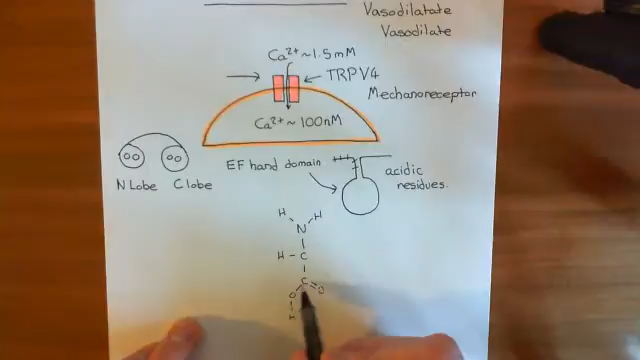 Vasodilatate
Vasodilate
Ca²⁺ ~ 1.5mM
TRPV4
Mechanoreceptor
Ca²⁺ ~ 100nM
N Lobe
C lobe
EF hand domain
acidic
residues.
H
H
N
H - C
C
O
O
H